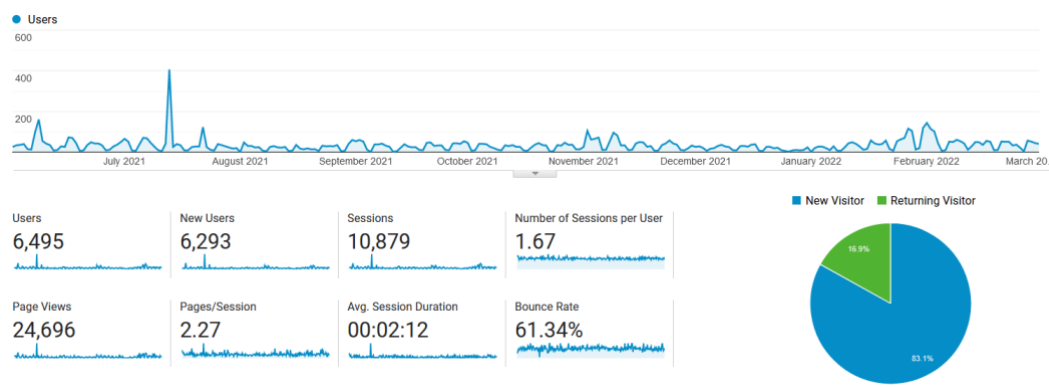 Users
600
400
200
July 2021 August 2021 September 2021 October 2021 November 2021 December 2021 January 2022 February 2022 March 20
New Visitor Returning Visitor
Users New Users Sessions Number of Sessions per User
6,495 6,293 10,879 1.67
Page Views Pages/Session Avg. Session Duration Bounce Rate
24,696 2.27 00:02:12 61.34%
16.9%
83.1%